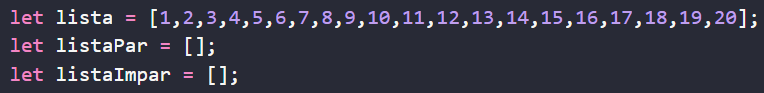 let lista = [1,2,3,4,5,6,7,8,9,10,11,12,13,14,15,16,17,18,19,20];
let listaPar = [];
let listaImpar = [];